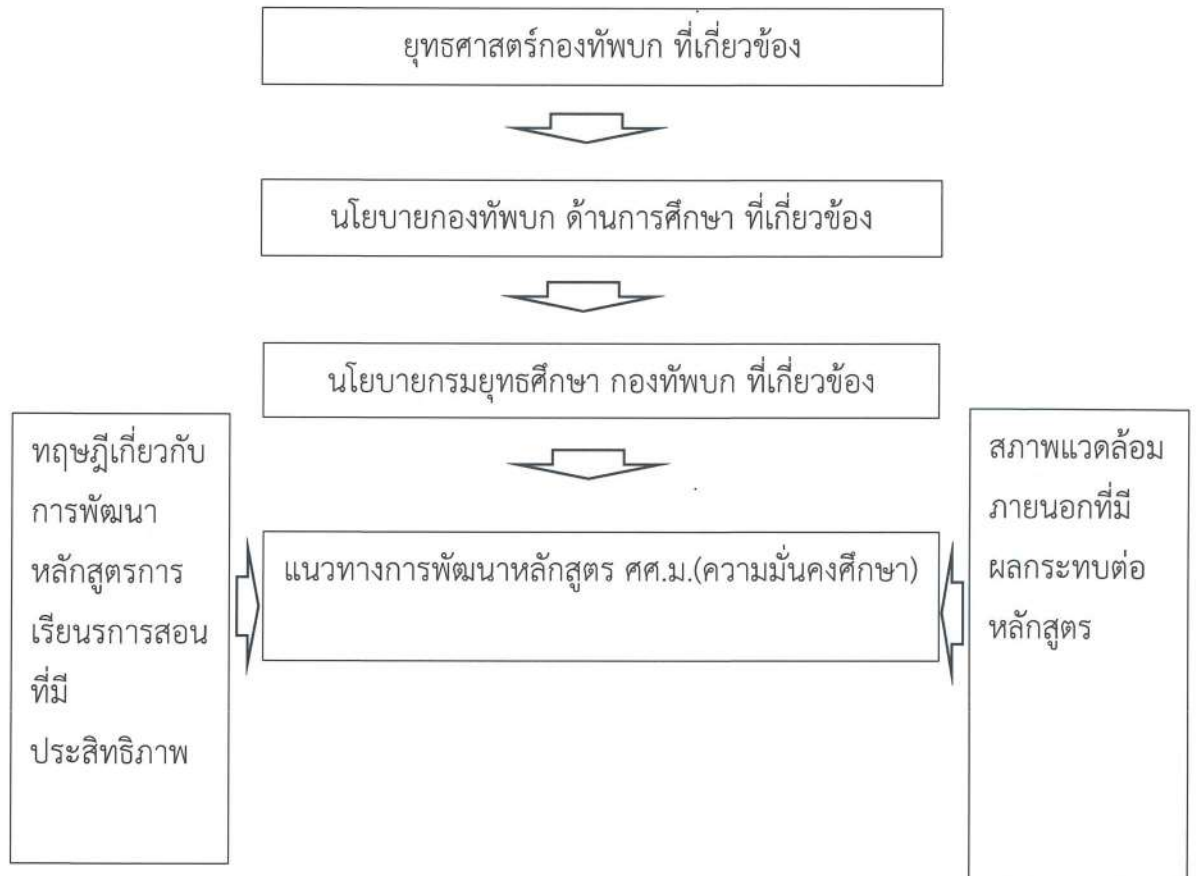 ยุทธศาสตร์กองทัพบก ที่เกี่ยวข้อง
นโยบายกองทัพบก ด้านการศึกษา ที่เกี่ยวข้อง
นโยบายกรมยุทธศึกษา กองทัพบก ที่เกี่ยวข้อง
ทฤษฎีเกี่ยวกับ
การพัฒนา
หลักสูตรการ
เรียนรการสอน
ที่มี
ประสิทธิภาพ
แนวทางการพัฒนาหลักสูตร ศศ.ม.(ความมั่นคงศึกษา)
สภาพแวดล้อม
ภายนอกที่มี
ผลกระทบต่อ
หลักสูตร